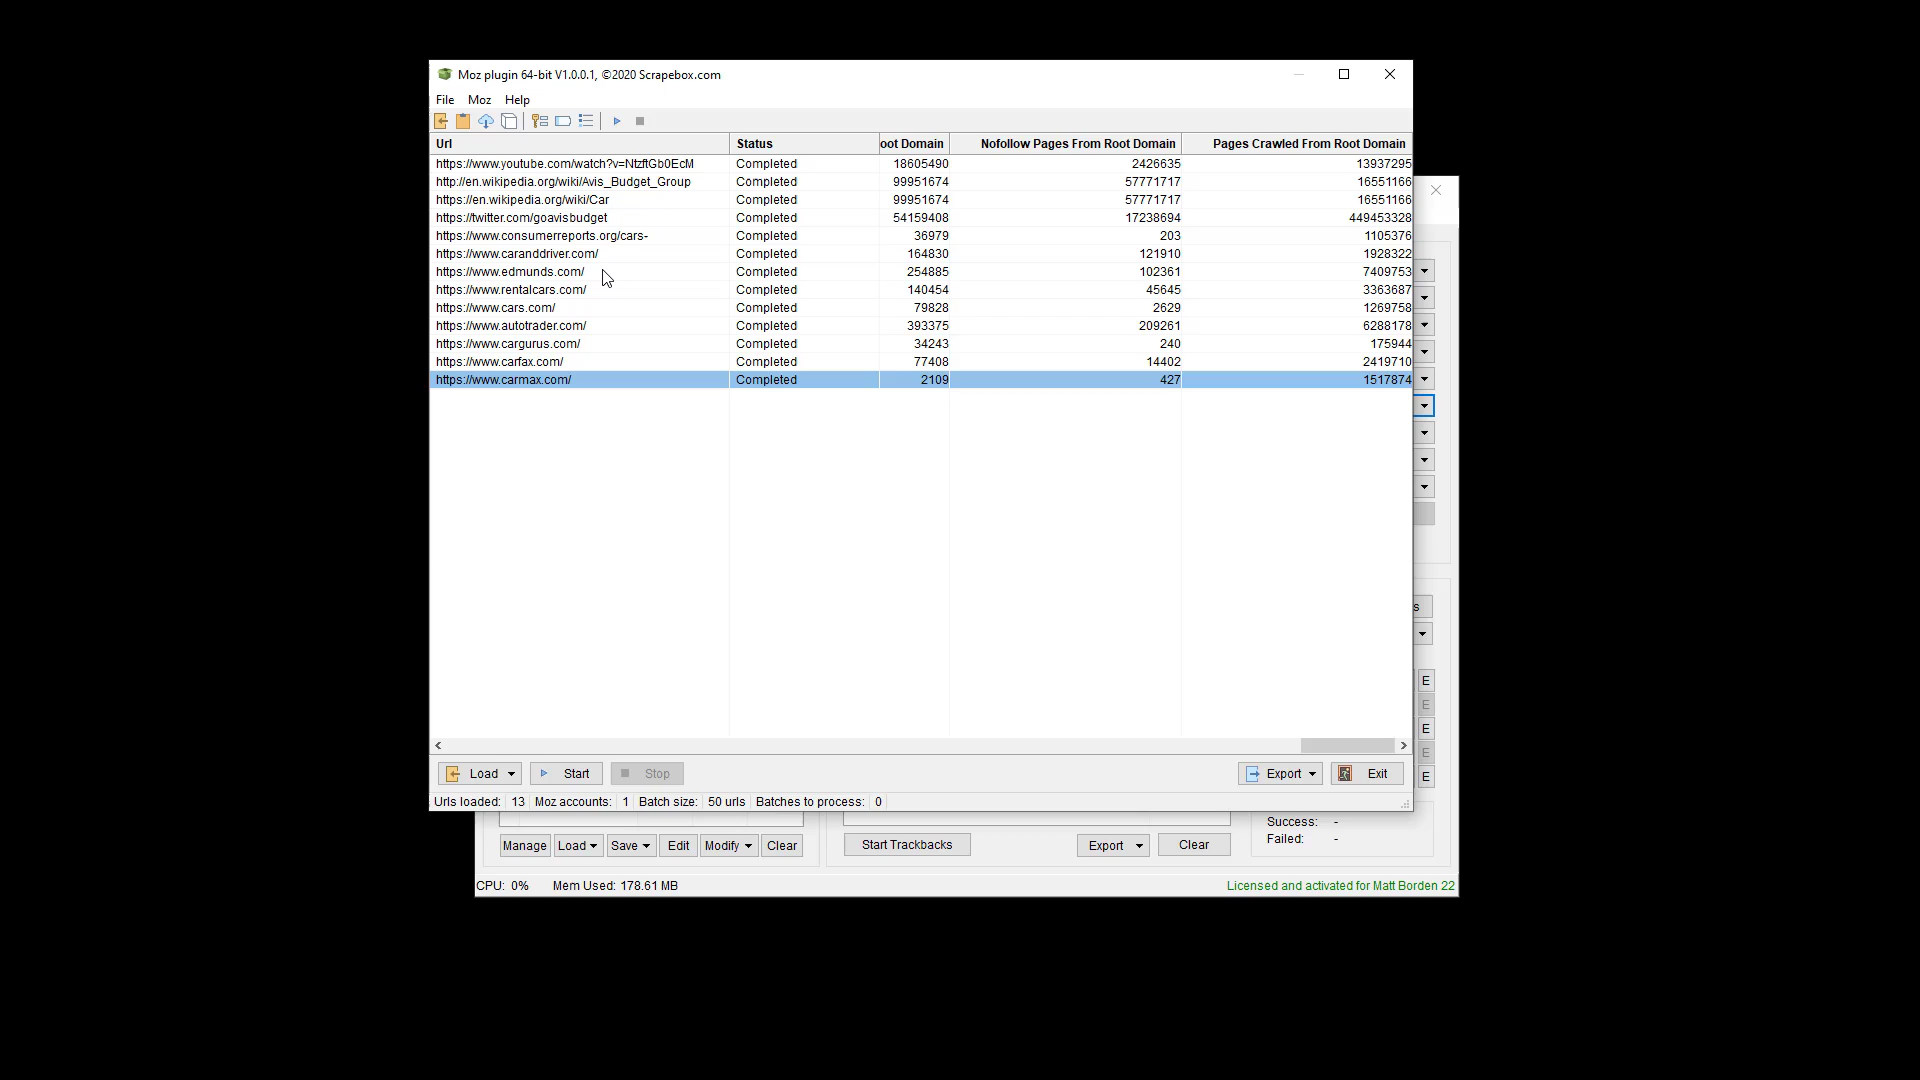 Moz plugin 64-bit V1.0.0.1, ©2020 Scrapebox.com
File Moz Help
Url Status oot Domain Nofollow Pages From Root Domain Pages Crawled From Root Domain
https://www.youtube.com/watch?v=NtzftGb0EcM Completed 18605490 2426635 13937295
http://en.wikipedia.org/wiki/Avis_Budget_Group Completed 99951674 57771717 16551166
https://en.wikipedia.org/wiki/Car Completed 99951674 57771717 16551166
https://twitter.com/goavisbudget Completed 54159408 17238694 449453328
https://www.consumerreports.org/cars- Completed 36979 203 1105376
https://www.caranddriver.com/ Completed 164830 121910 1928322
https://www.edmunds.com/ Completed 254885 102361 7409753
https://www.rentalcars.com/ Completed 140454 45645 3363687
https://www.cars.com/ Completed 79828 2629 1269758
https://www.autotrader.com/ Completed 393375 209261 6288178
https://www.cargurus.com/ Completed 34243 240 175944
https://www.carfax.com/ Completed 77408 14402 2419710
https://www.carmax.com/ Completed 2109 427 1517874
s
E
E
E
E
E
Load Start Stop Export Exit
Urls loaded: 13 Moz accounts: 1 Batch size: 50 urls Batches to process: 0
Success: -
Failed: -
Manage Load Save Edit Modify Clear Start Trackbacks Export Clear
CPU: 0% Mem Used: 178.61 MB Licensed and activated for Matt Borden 22